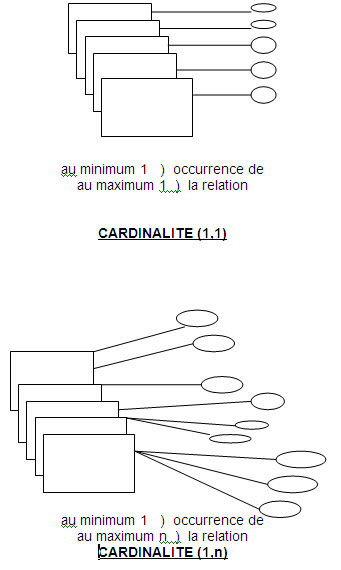 au minimum 1 ) occurrence de
au maximum 1 ) la relation
CARDINALITE (1,1)
au minimum 1 ) occurrence de
au maximum n ) la relation
CARDINALITE (1,n)